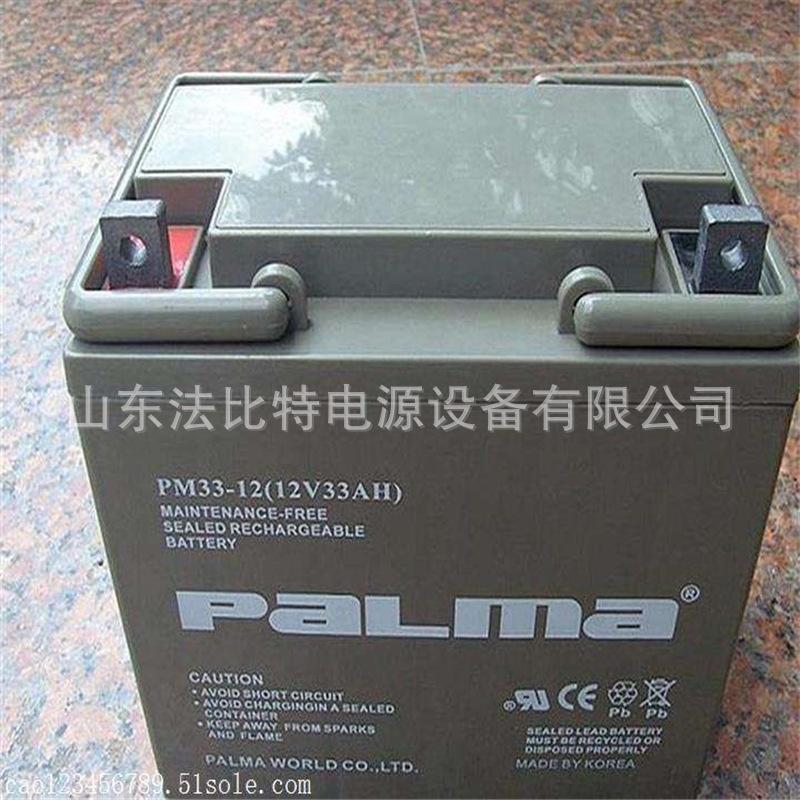 山东法比特电源设备有限公司
PM33-12(12V33AH)
MAINTENANCE-FREE
SEALED RECHARGEABLE
BATTERY
PALMA®
CAUTION
• AVOID SHORT CIRCUIT
• AVOID CHARGINGIN A SEALED
CONTAINER
• KEEP AWAY FROM SPARKS
AND FLAME
PALMA WORLD CO.,LTD.
CE
Pb Pb
SEALED LEAD BATTERY
MUST BE RECYCLED OR
DISPOSED OF PROPERLY
MADE BY KOREA
cao123456789.51sole.com